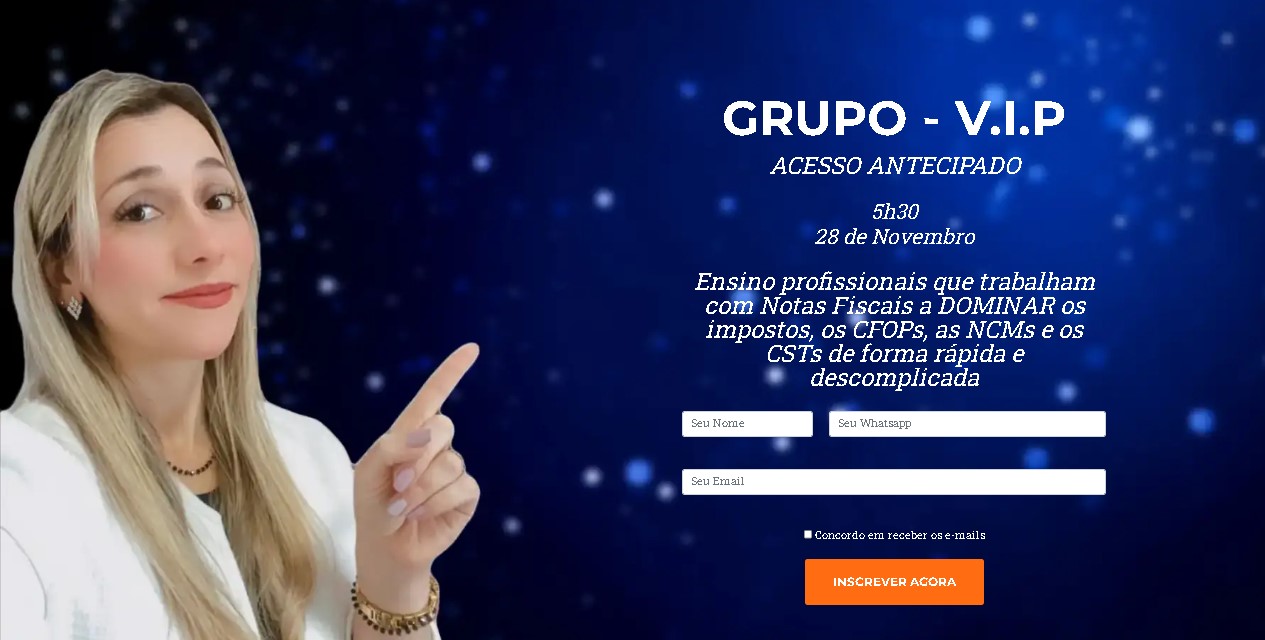 GRUPO - V.I.P
ACESSO ANTECIPADO
5h30
28 de Novembro
Ensino profissionais que trabalham
com Notas Fiscais a DOMINAR os
impostos, os CFOPs, as NCMs e os
CSTs de forma rápida e
descomplicada
Seu Nome
Seu Whatsapp
Seu Email
Concordo em receber os e-mails
INSCREVER AGORA